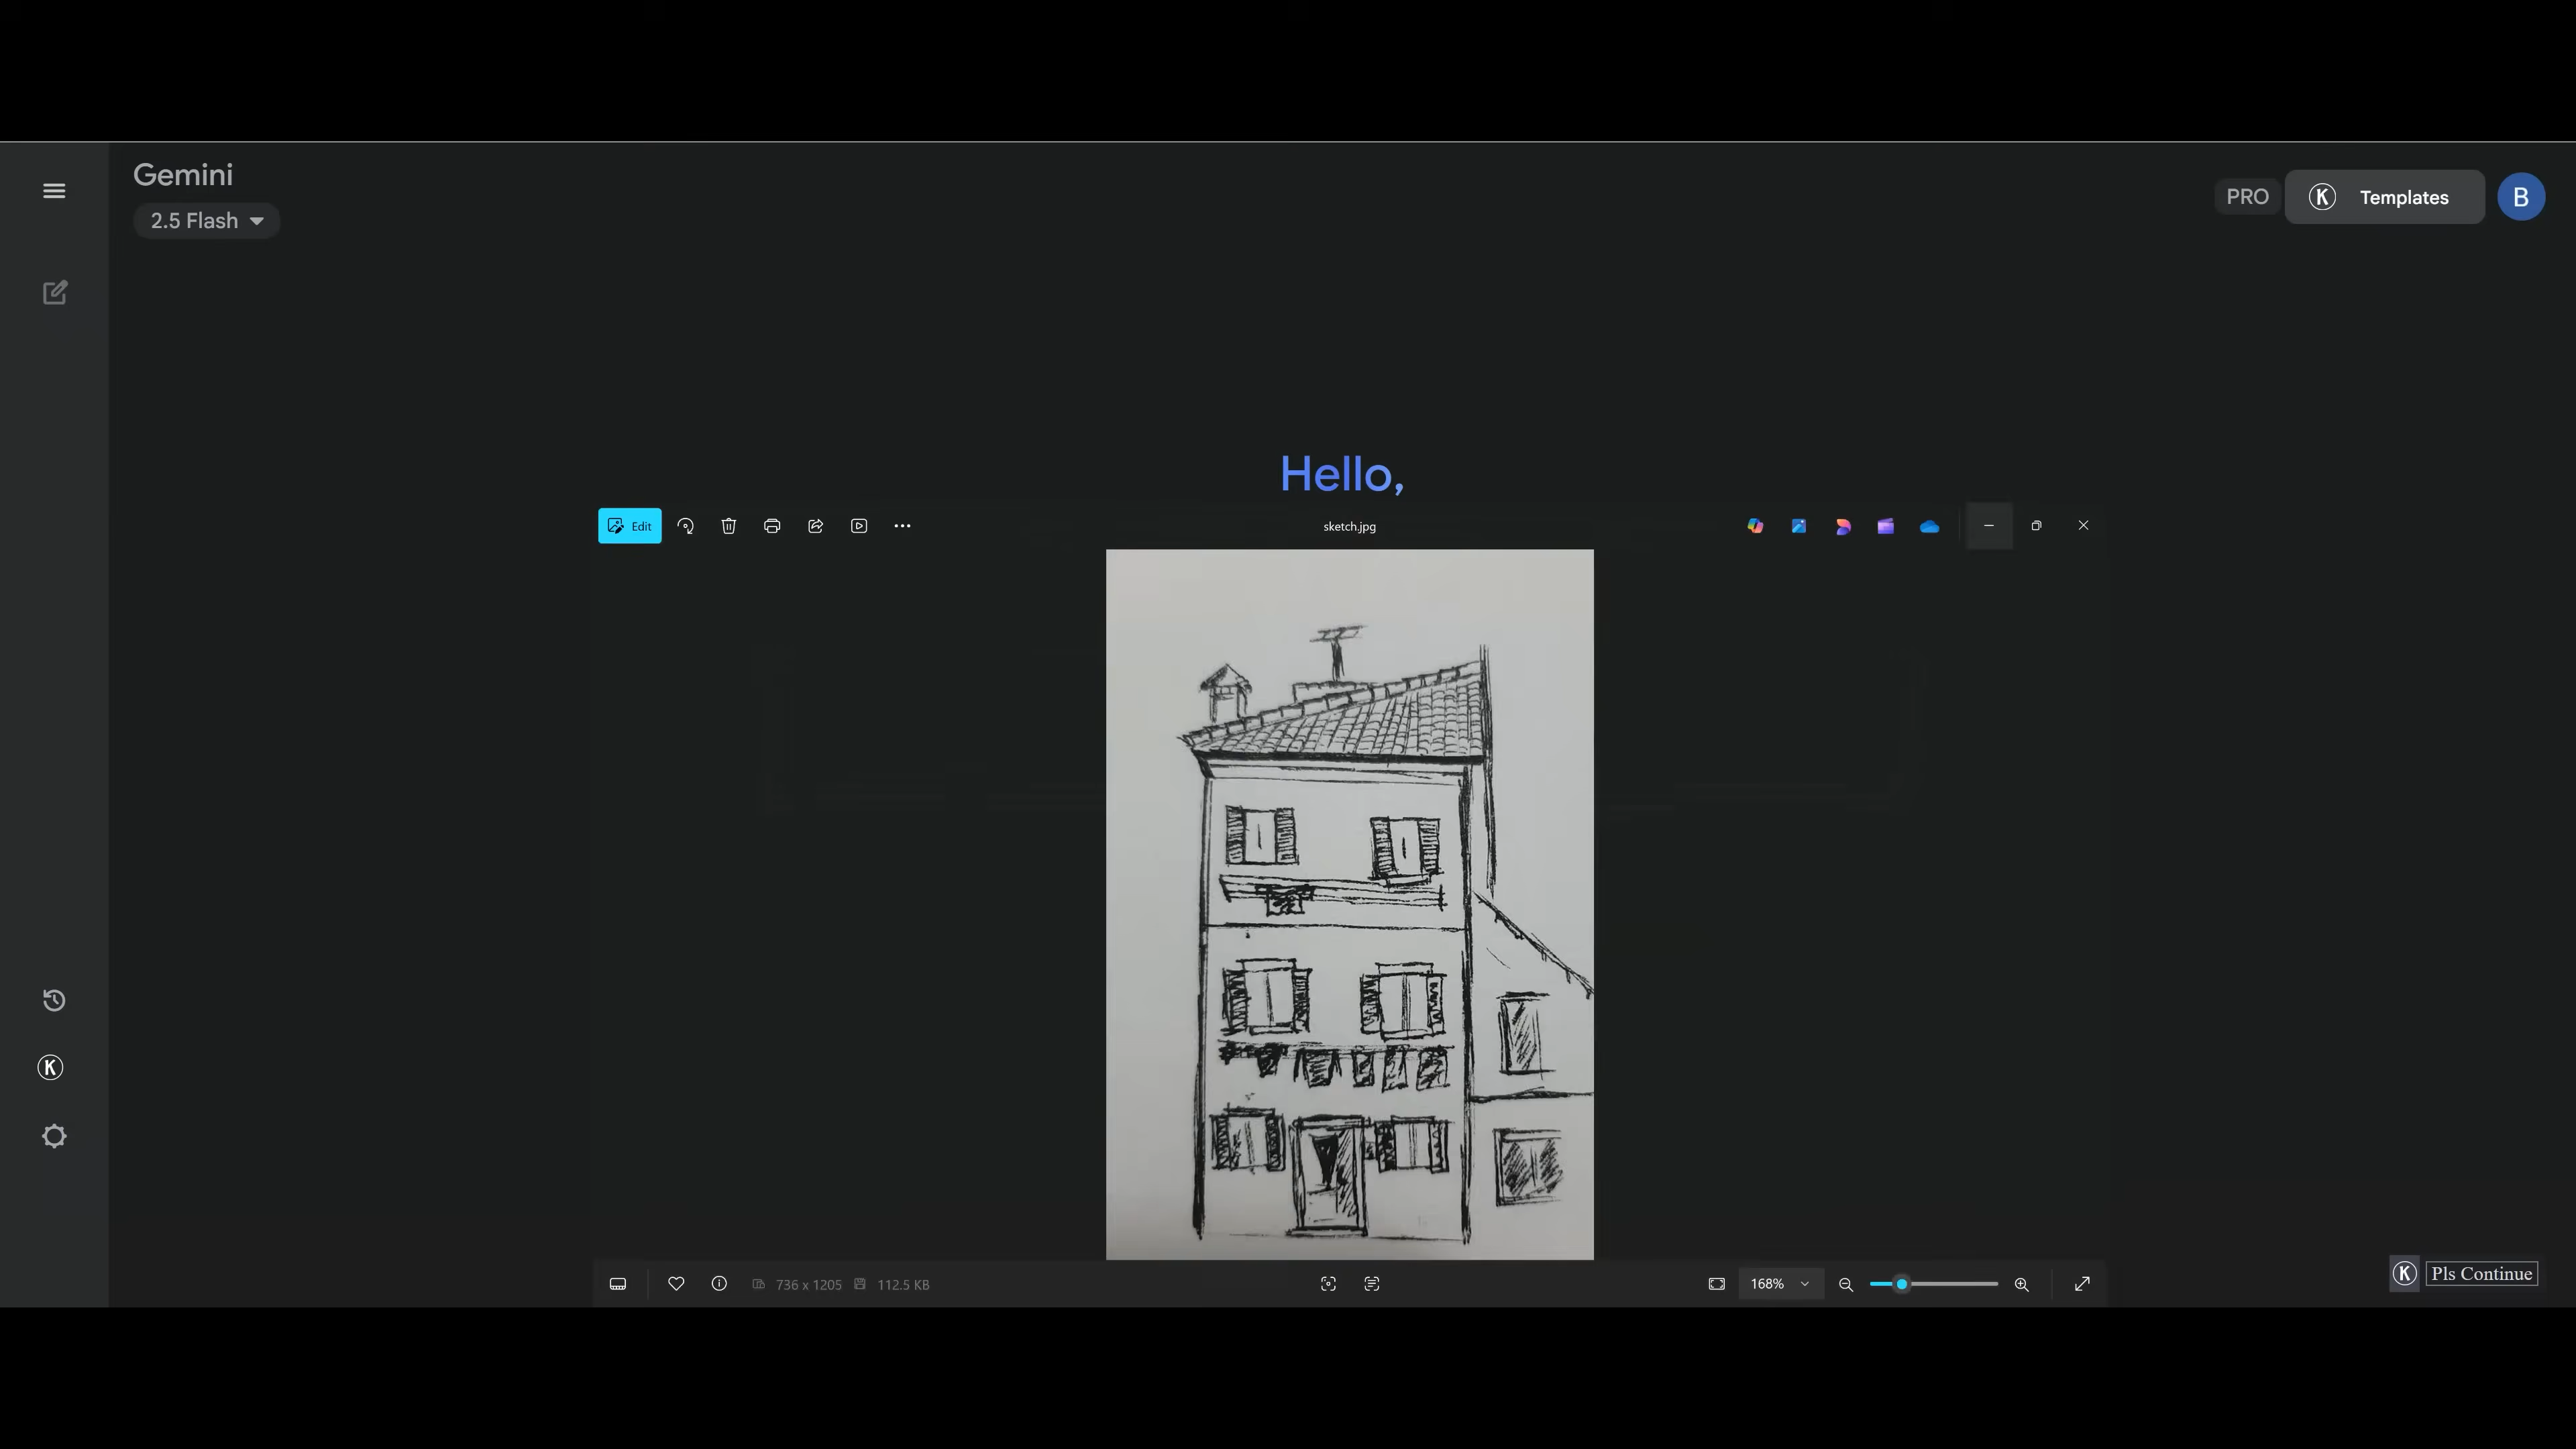 Gemini
2.5 Flash
PRO
K
Templates
B
Hello,
Edit
sketch.jpg
K
736 x 1205
112.5 KB
168%
K
Pls Continue